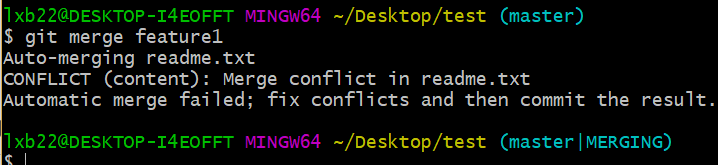 lxb22@DESKTOP-I4EOFFT MINGW64 ~/Desktop/test (master)
$ git merge feature1
Auto-merging readme.txt
CONFLICT (content): Merge conflict in readme.txt
Automatic merge failed; fix conflicts and then commit the result.
lxb22@DESKTOP-I4EOFFT MINGW64 ~/Desktop/test (master|MERGING)
$